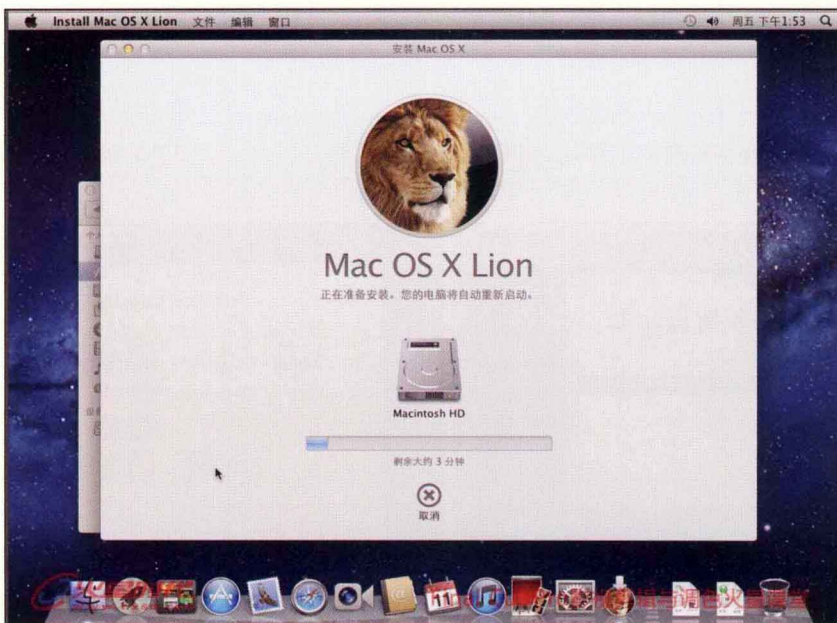 Install Mac OS X Lion 文件 编辑 窗口 周五 下午1:53
安装 Mac OS X
Mac OS X Lion
正在准备安装。您的电脑将自动重新启动。
Macintosh HD
剩余大约 3 分钟
取消
11